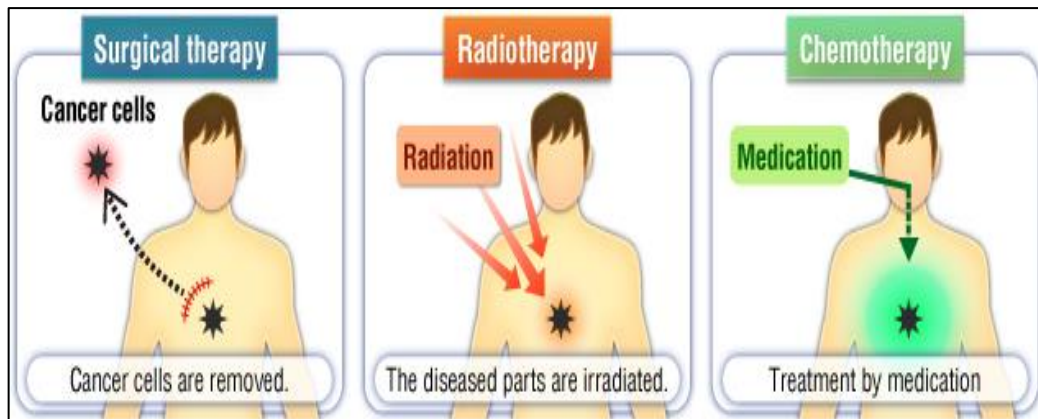 Surgical therapy
Cancer cells
Cancer cells are removed.
Radiotherapy
Radiation
The diseased parts are irradiated.
Chemotherapy
Medication
Treatment by medication